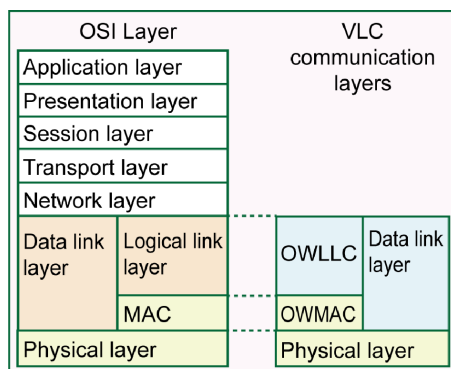 OSI Layer
Application layer
Presentation layer
Session layer
Transport layer
Network layer
Data link
layer
Logical link
layer
MAC
Physical layer
VLC
communication
layers
OWLLC
Data link
layer
OWMAC
Physical layer